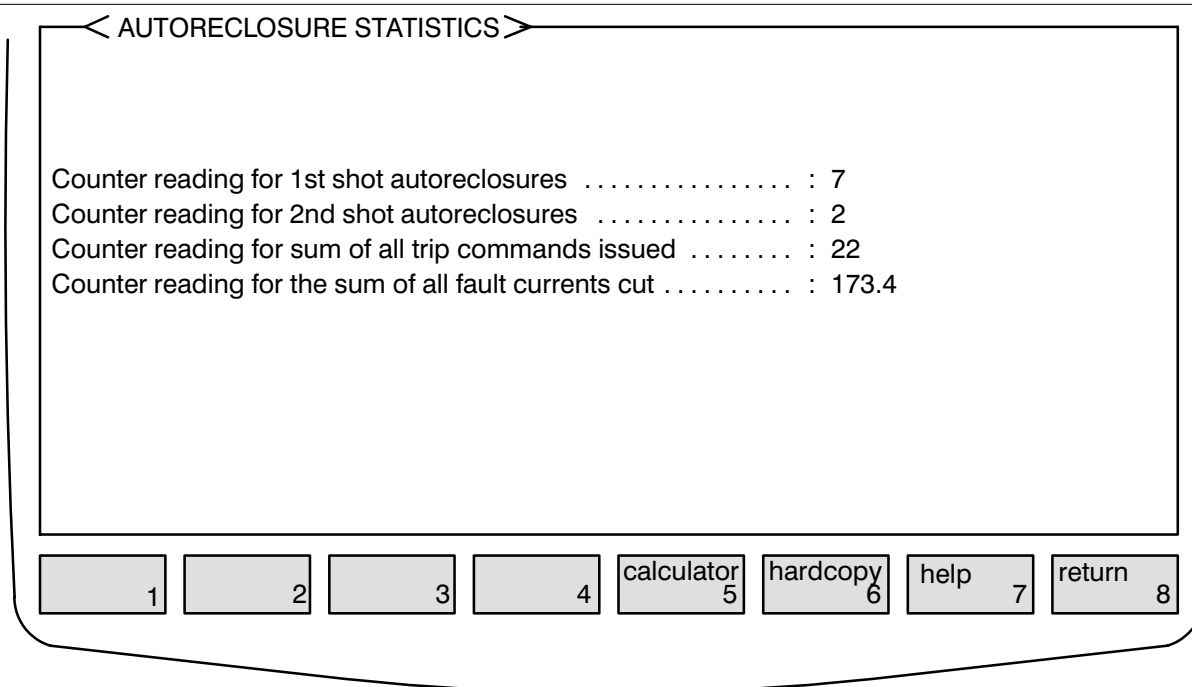 AUTORECLOSURE STATISTICS
Counter reading for 1st shot autoreclosures ................ : 7
Counter reading for 2nd shot autoreclosures ............... : 2
Counter reading for sum of all trip commands issued ........ : 22
Counter reading for the sum of all fault currents cut .......... : 173.4
1 2 3 4 calculator 5 hardcopy 6 help 7 return 8